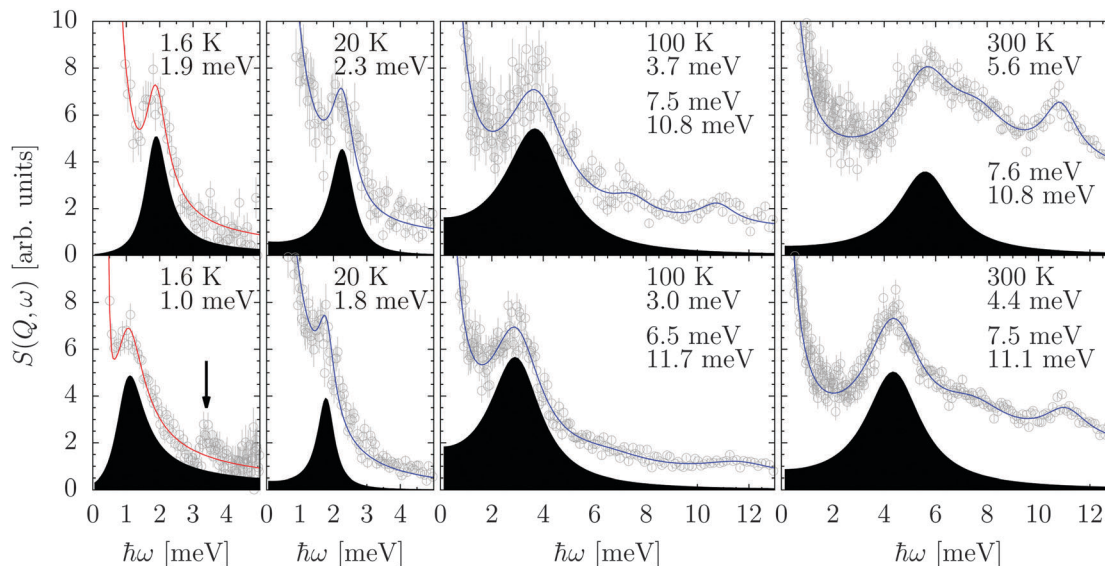 S(Q, ω) [arb. units]
10
8
6
4
2
0
1.6 K
1.9 meV
20 K
2.3 meV
100 K
3.7 meV
7.5 meV
10.8 meV
300 K
5.6 meV
7.6 meV
10.8 meV
8
6
4
2
0
1.6 K
1.0 meV
20 K
1.8 meV
100 K
3.0 meV
6.5 meV
11.7 meV
300 K
4.4 meV
7.5 meV
11.1 meV
0 1 2 3 4
0 1 2 3 4
0 2 4 6 8 10 12
0 2 4 6 8 10 12
ħω [meV]
ħω [meV]
ħω [meV]
ħω [meV]